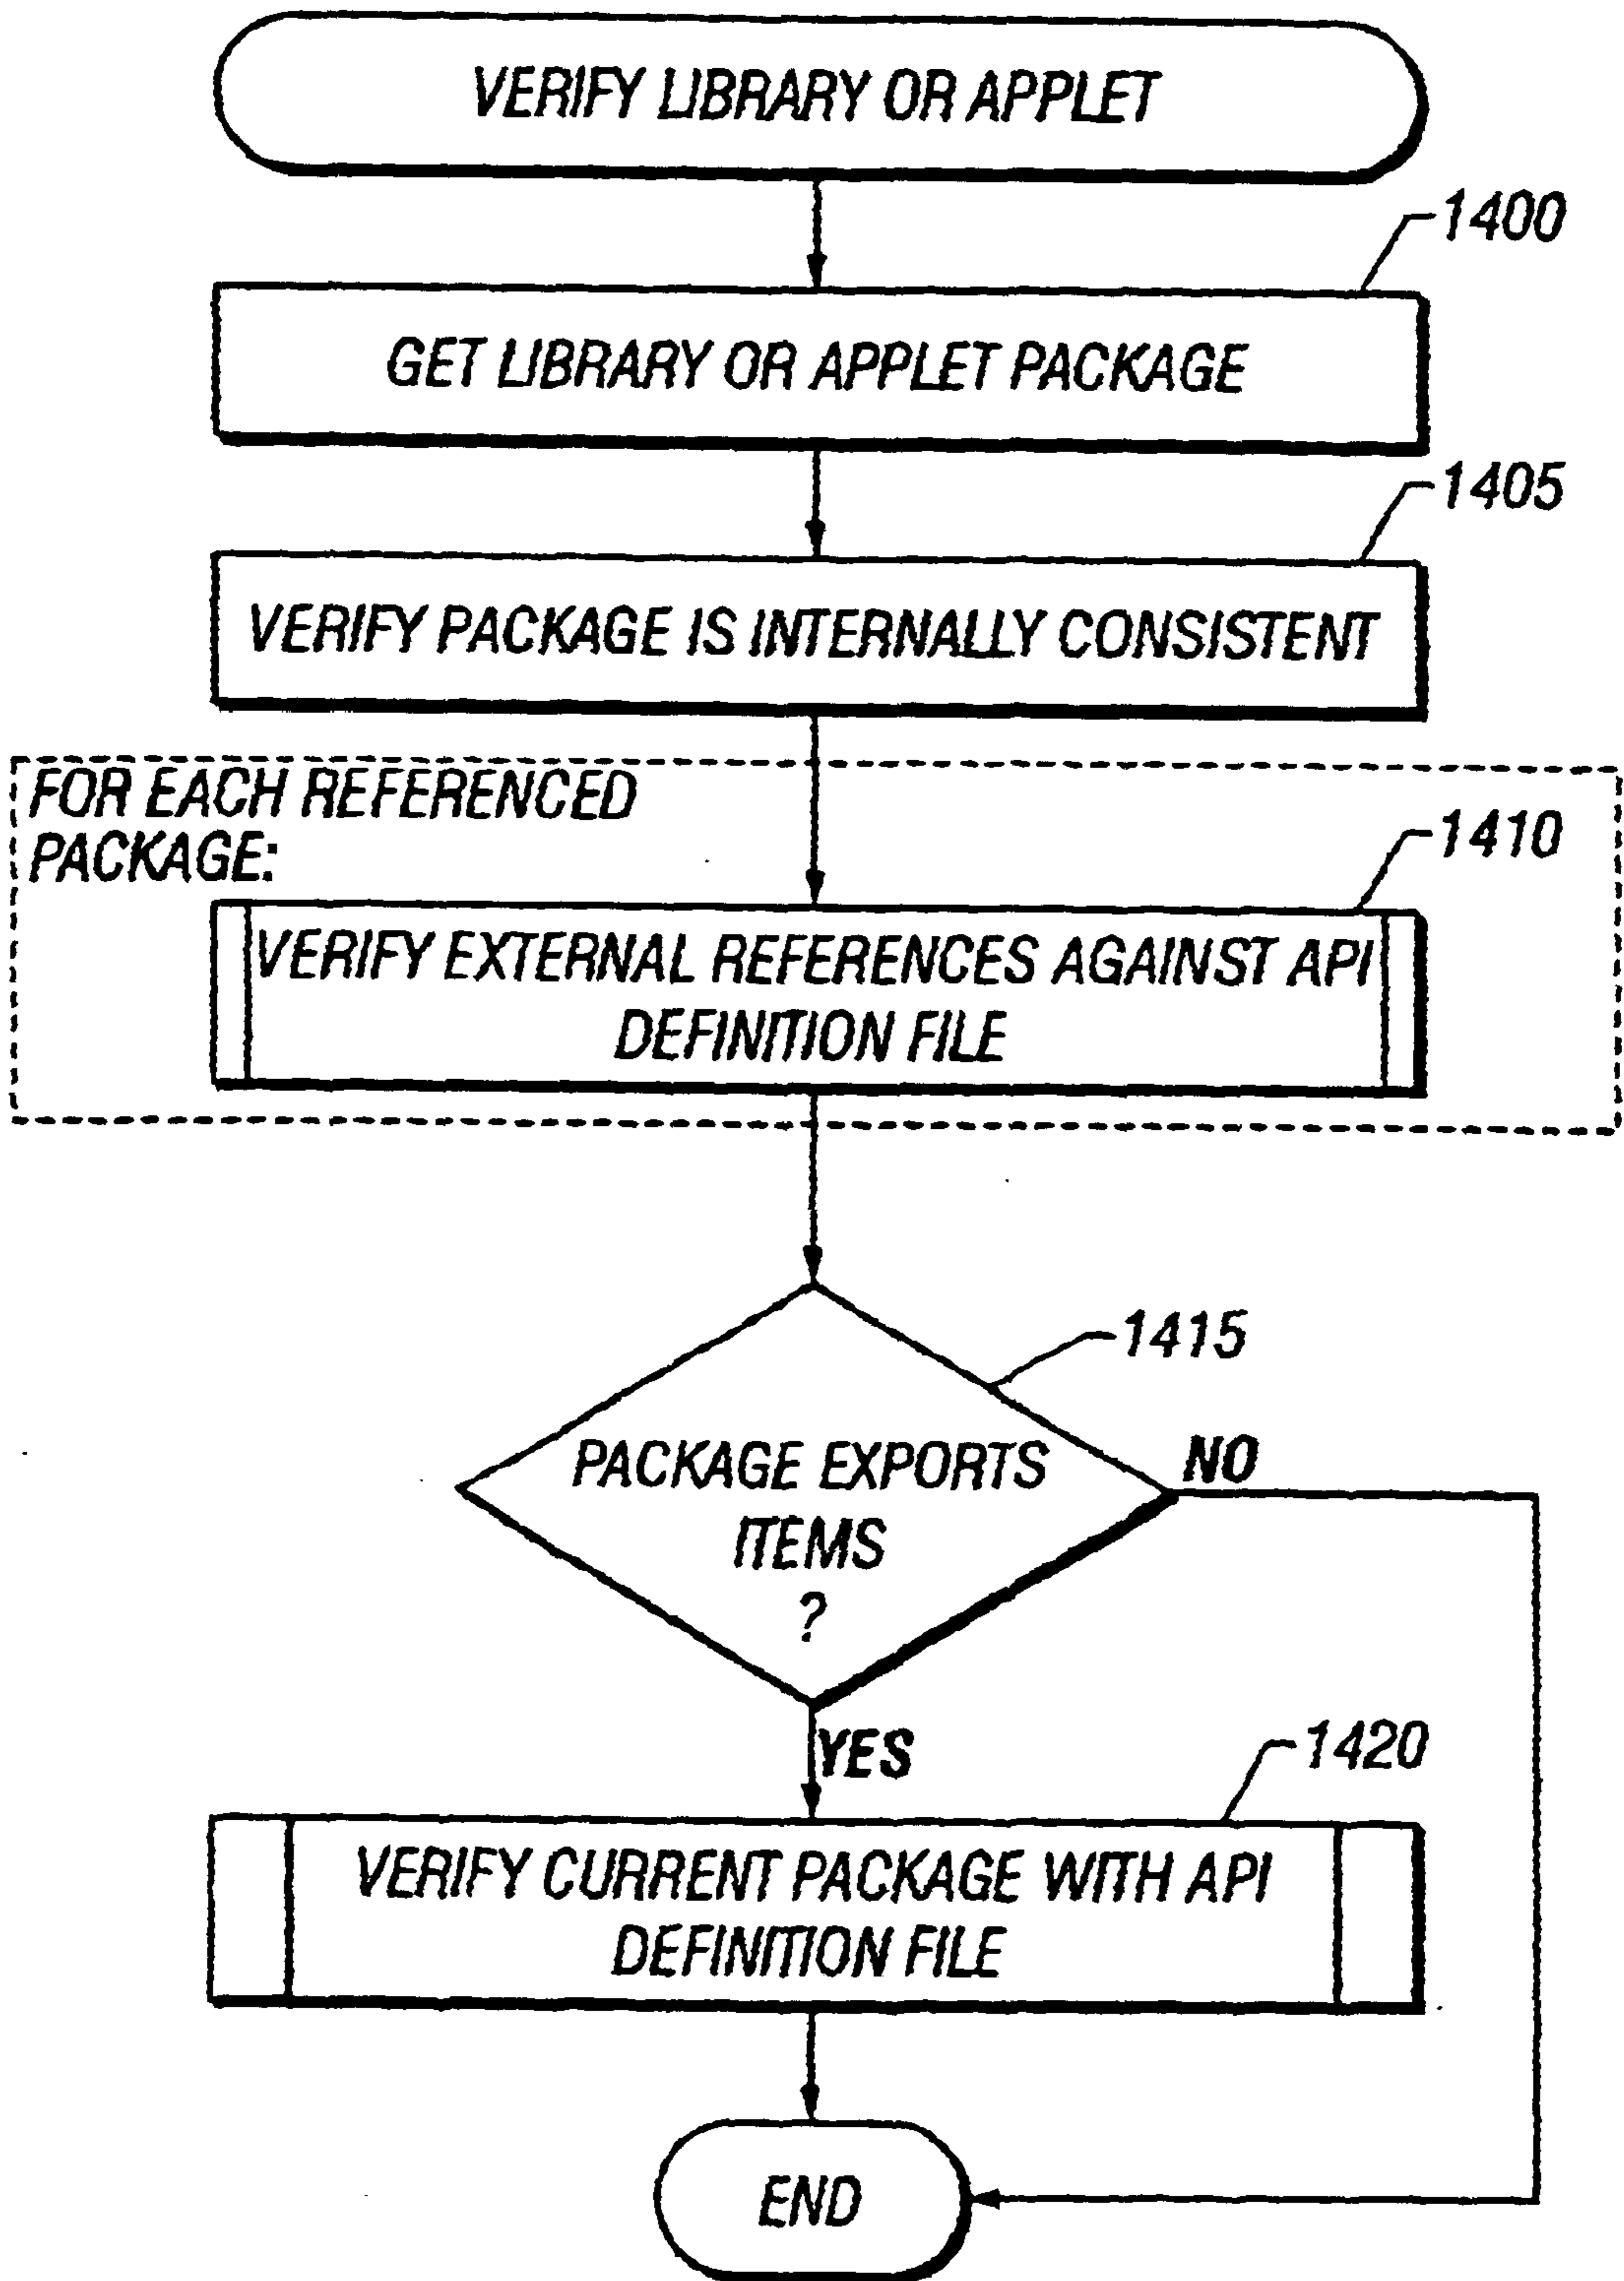 VERIFY LIBRARY OR APPLET
1400
GET LIBRARY OR APPLET PACKAGE
1405
VERIFY PACKAGE IS INTERNALLY CONSISTENT
FOR EACH REFERENCED
PACKAGE:
1410
VERIFY EXTERNAL REFERENCES AGAINST API
DEFINITION FILE
1415
PACKAGE EXPORTS
ITEMS
?
NO
YES
1420
VERIFY CURRENT PACKAGE WITH API
DEFINITION FILE
END